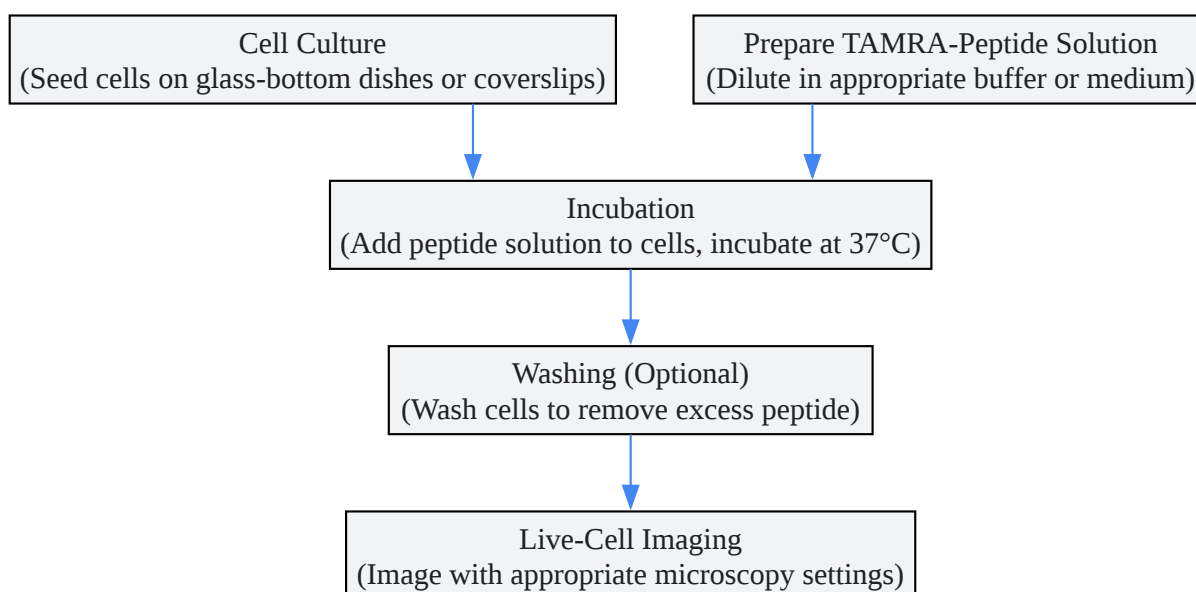 Cell Culture
(Seed cells on glass-bottom dishes or coverslips)
Prepare TAMRA-Peptide Solution
(Dilute in appropriate buffer or medium)
Incubation
(Add peptide solution to cells, incubate at 37°C)
Washing (Optional)
(Wash cells to remove excess peptide)
Live-Cell Imaging
(Image with appropriate microscopy settings)